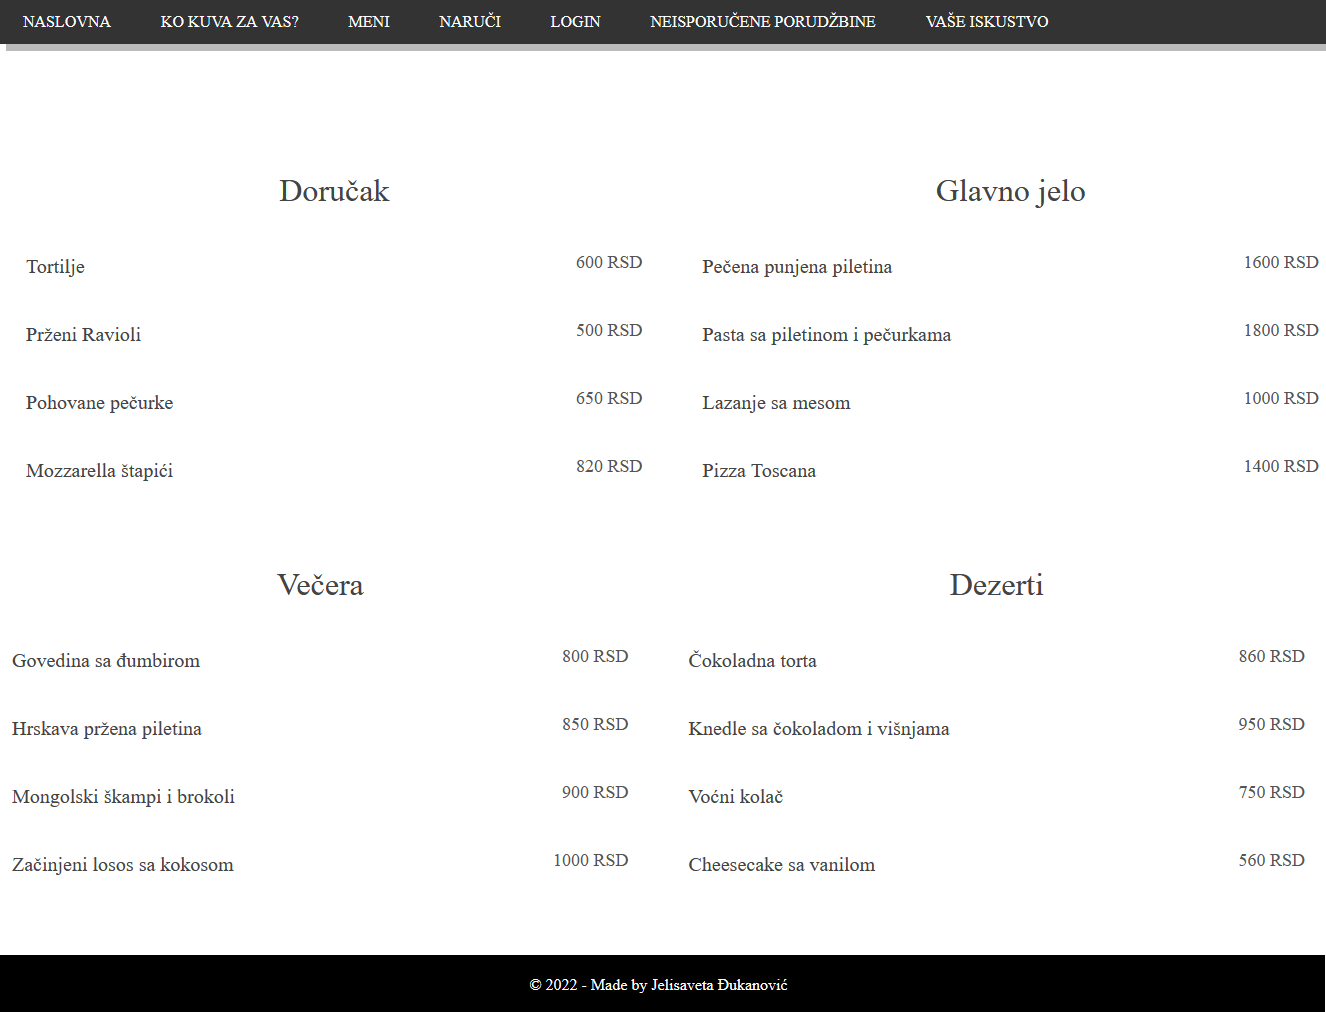 NASLOVNA KO KUVA ZA VAS? MENI NARUČI LOGIN NEISPORUČENE PORUDŽBINE VAŠE ISKUSTVO
Doručak
Tortilje 600 RSD
Prženi Ravioli 500 RSD
Pohovane pečurke 650 RSD
Mozzarella štapići 820 RSD
Glavno jelo
Pečena punjena piletina 1600 RSD
Pasta sa piletinom i pečurkama 1800 RSD
Lazanje sa mesom 1000 RSD
Pizza Toscana 1400 RSD
Večera
Govedina sa đumbirom 800 RSD
Hrskava pržena piletina 850 RSD
Mongolski škampi i brokoli 900 RSD
Začinjeni losos sa kokosom 1000 RSD
Dezerti
Čokoladna torta 860 RSD
Knedle sa čokoladom i višnjama 950 RSD
Voćni kolač 750 RSD
Cheesecake sa vanilom 560 RSD
© 2022 - Made by Jelisaveta Đukanović